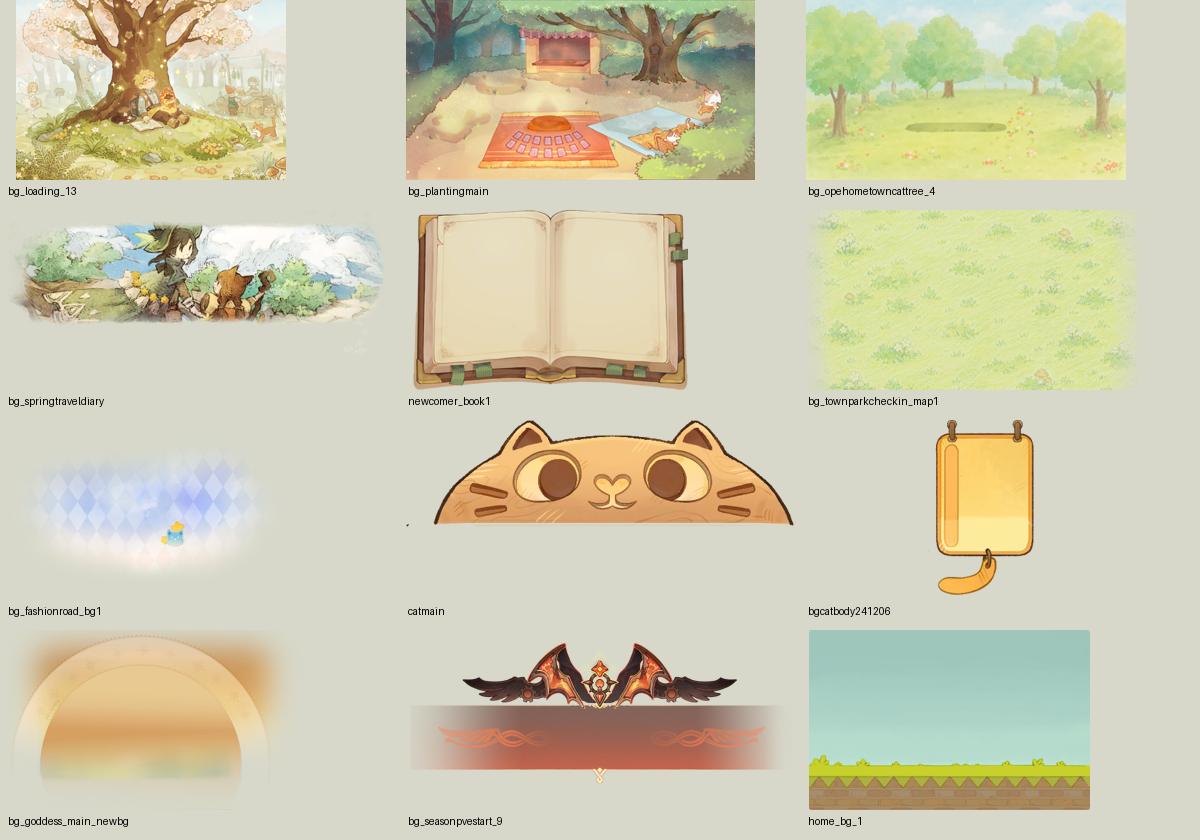 bg_loading_13
bg_plantingmain
bg_opehometowncattree_4
bg_springtraveldiary
newcomer_book1
bg_townparkcheckin_map1
bg_fashionroad_bg1
catmain
bgcatbody241206
bg_goddess_main_newbg
bg_seasonpvestart_9
home_bg_1